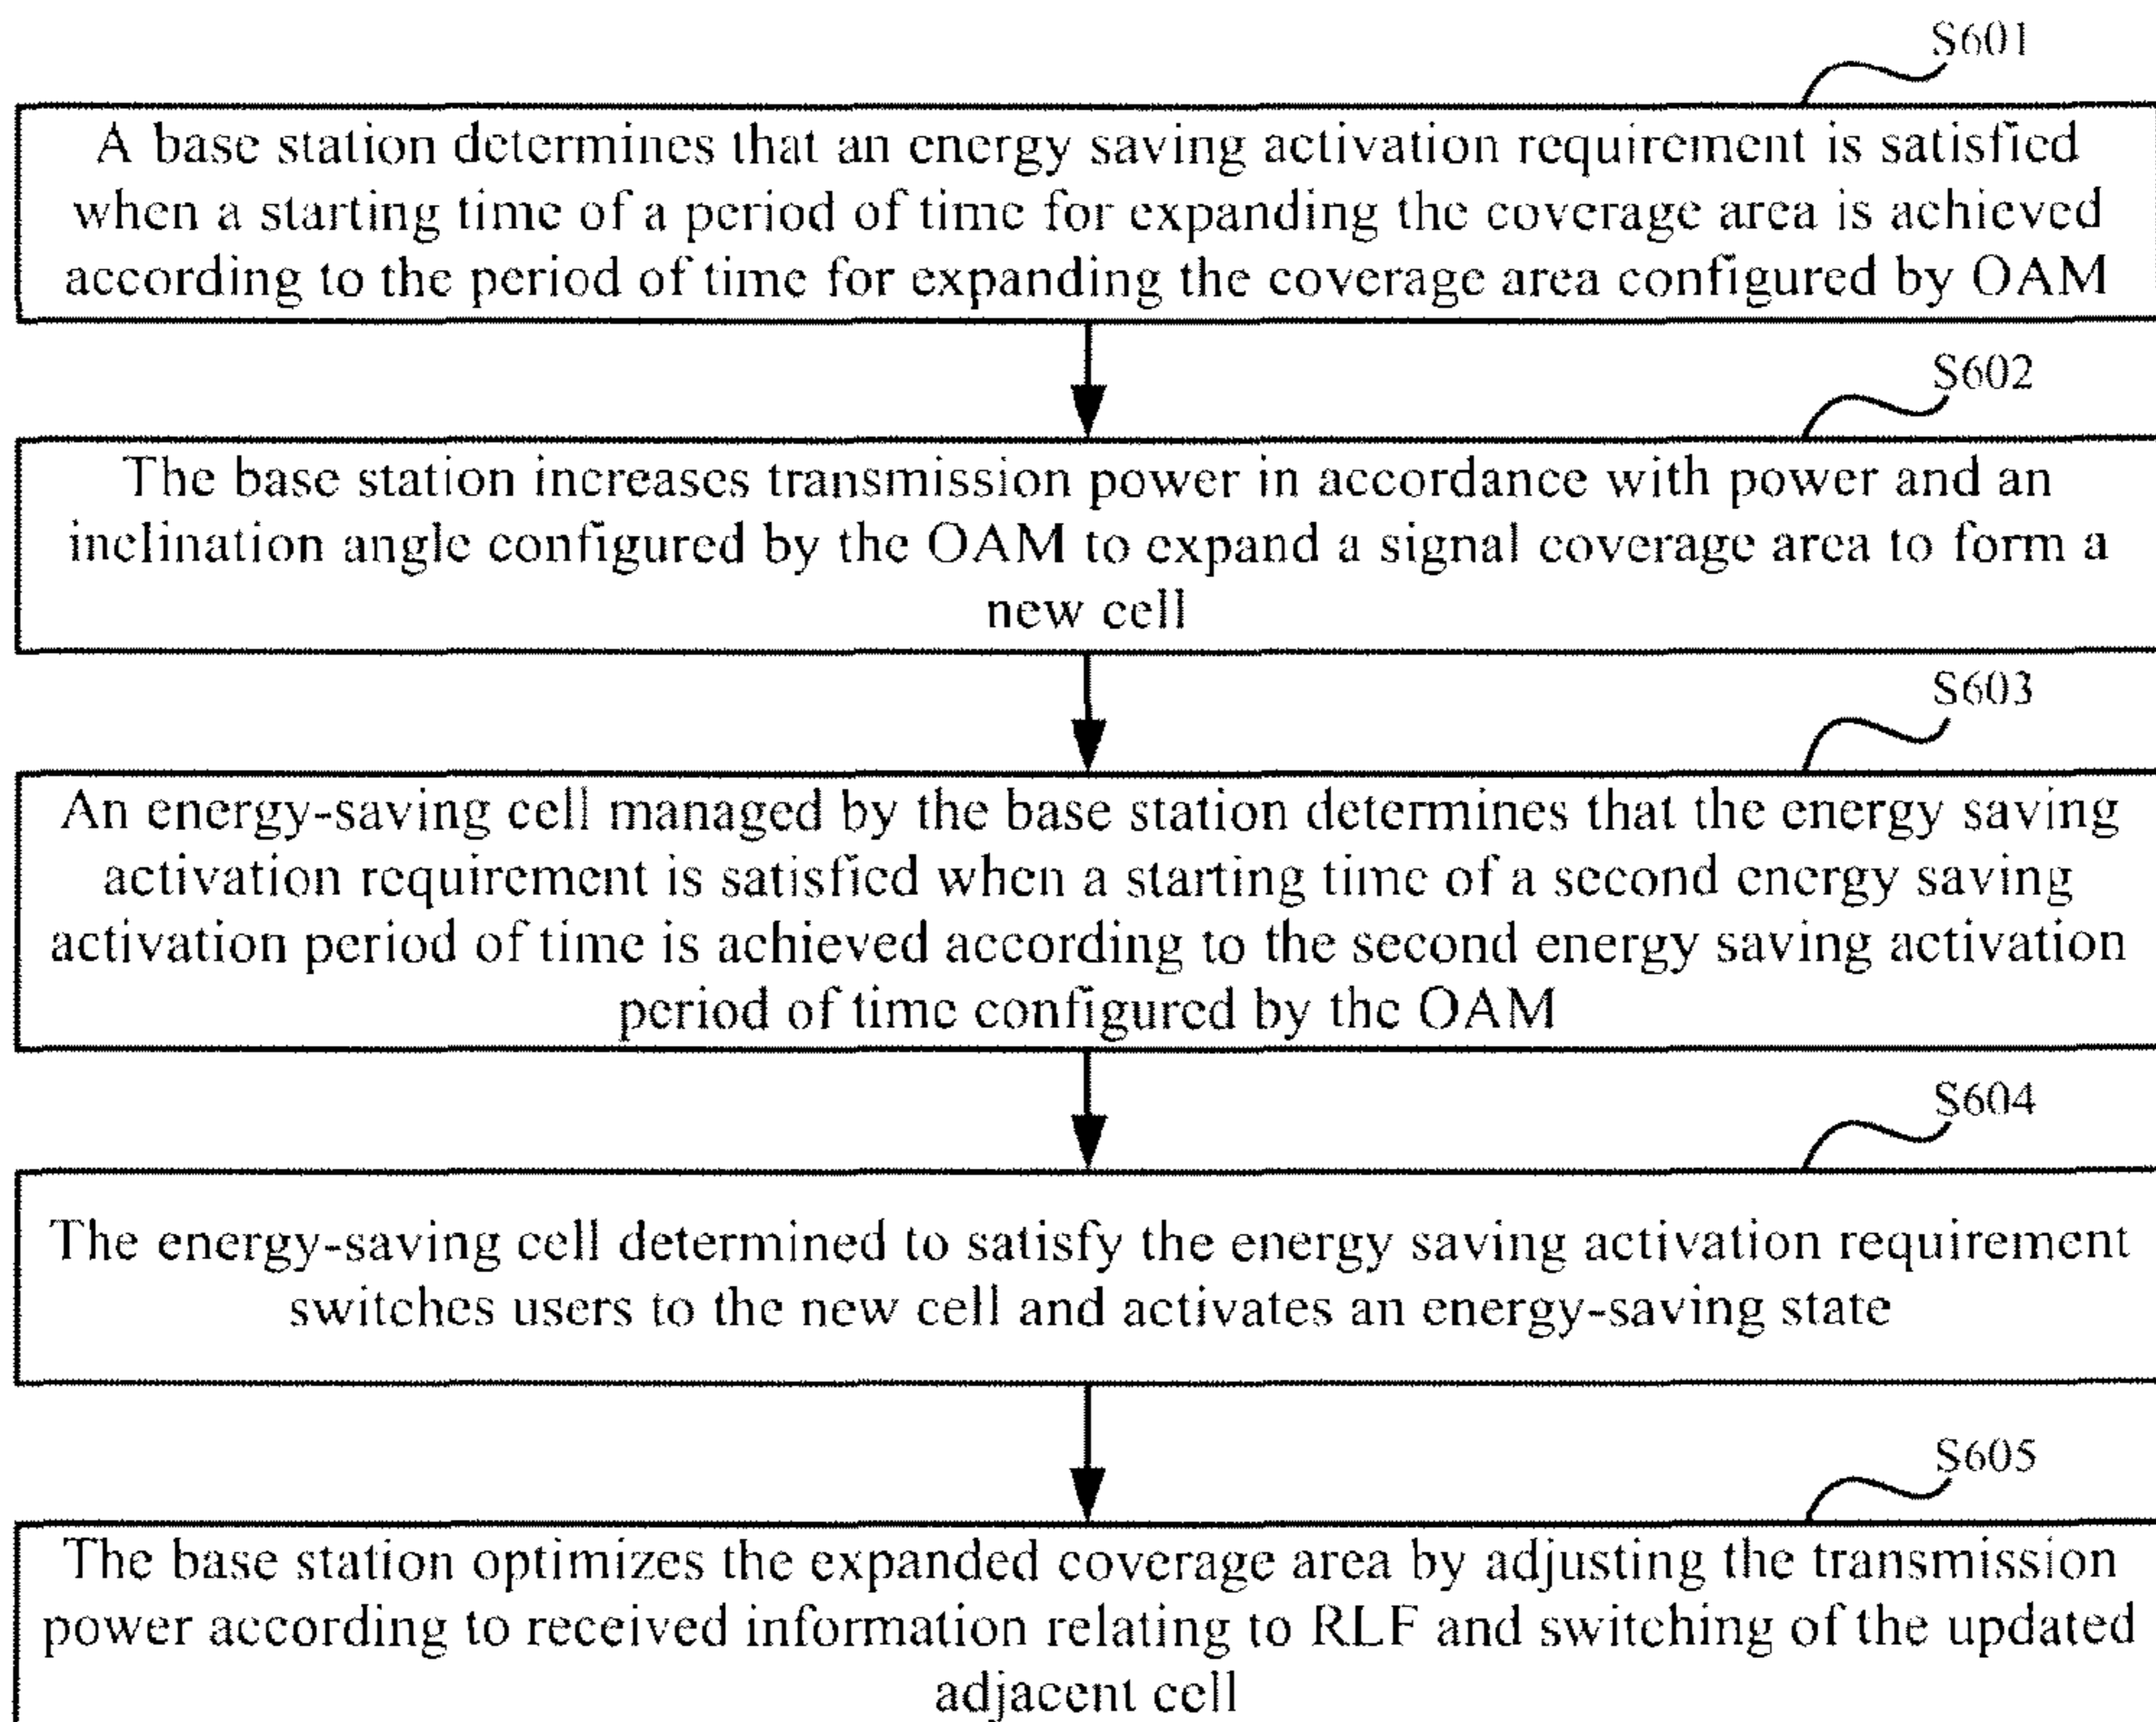 S601
A base station determines that an energy saving activation requirement is satisfied
when a starting time of a period of time for expanding the coverage area is achieved
according to the period of time for expanding the coverage area configured by OAM
S602
The base station increases transmission power in accordance with power and an
inclination angle configured by the OAM to expand a signal coverage area to form a
new cell
S603
An energy-saving cell managed by the base station determines that the energy saving
activation requirement is satisfied when a starting time of a second energy saving
activation period of time is achieved according to the second energy saving activation
period of time configured by the OAM
S604
The energy-saving cell determined to satisfy the energy saving activation requirement
switches users to the new cell and activates an energy-saving state
S605
The base station optimizes the expanded coverage area by adjusting the transmission
power according to received information relating to RLF and switching of the updated
adjacent cell